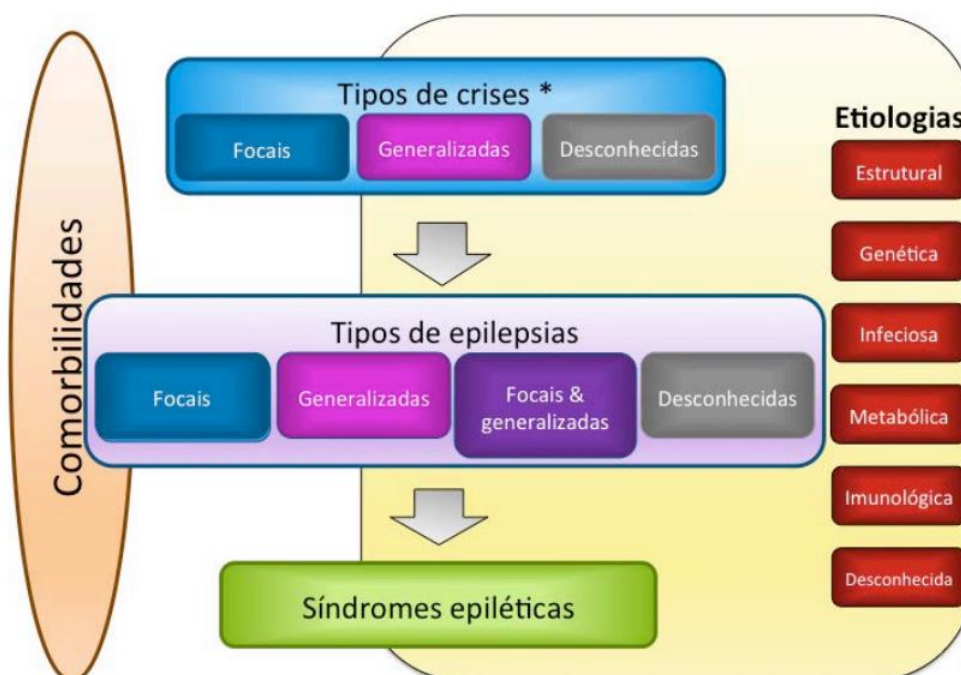 Comorbilidades
Tipos de crises *
Focais
Generalizadas
Desconhecidas
Tipos de epilepsias
Focais
Generalizadas
Focais &
generalizadas
Desconhecidas
Síndromes epiléticas
Etiologias
Estrutural
Genética
Infeciosa
Metabólica
Imunológica
Desconhecida